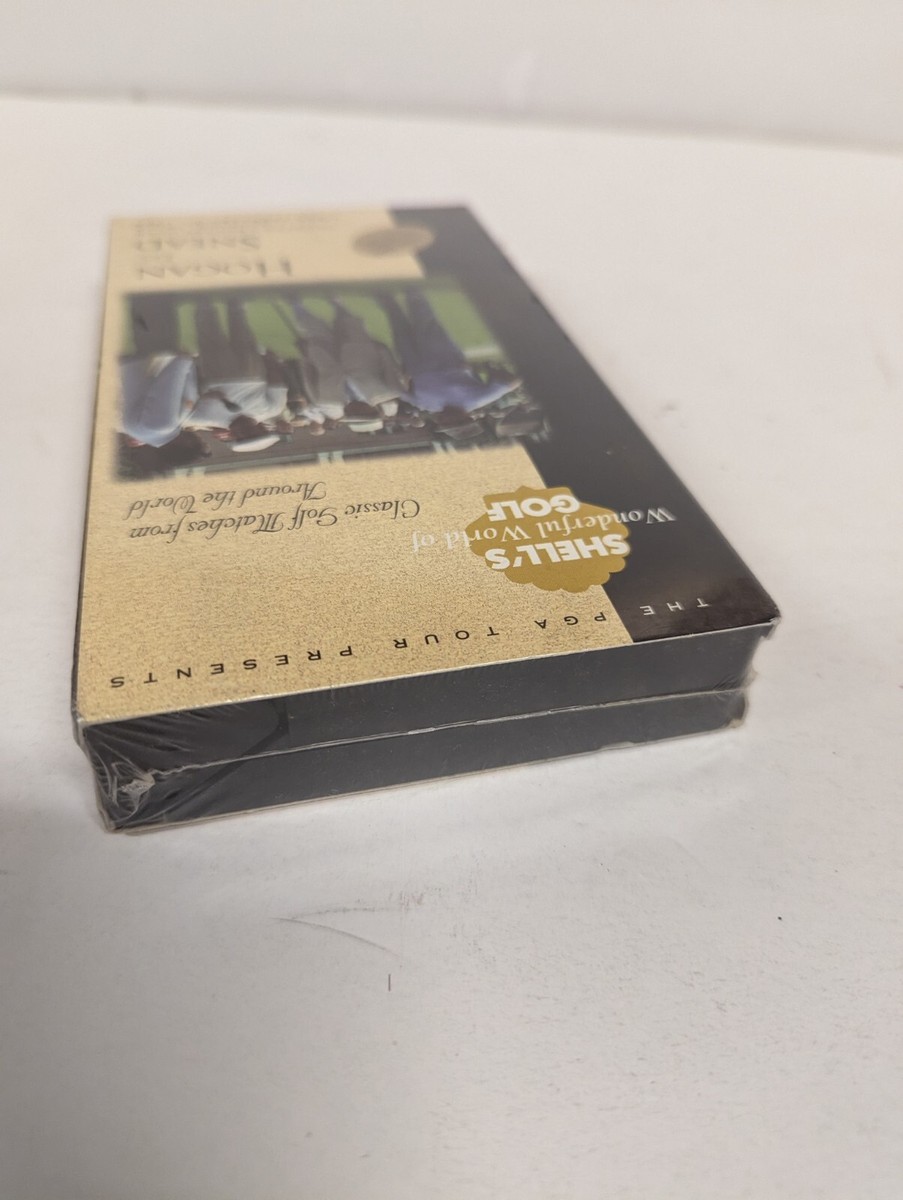 THE PGA TOUR PRESENTS
SHELL'S
Wonderful World of
GOLF
Classic Golf Matches from
Around the World
HOGAN
SNEAD